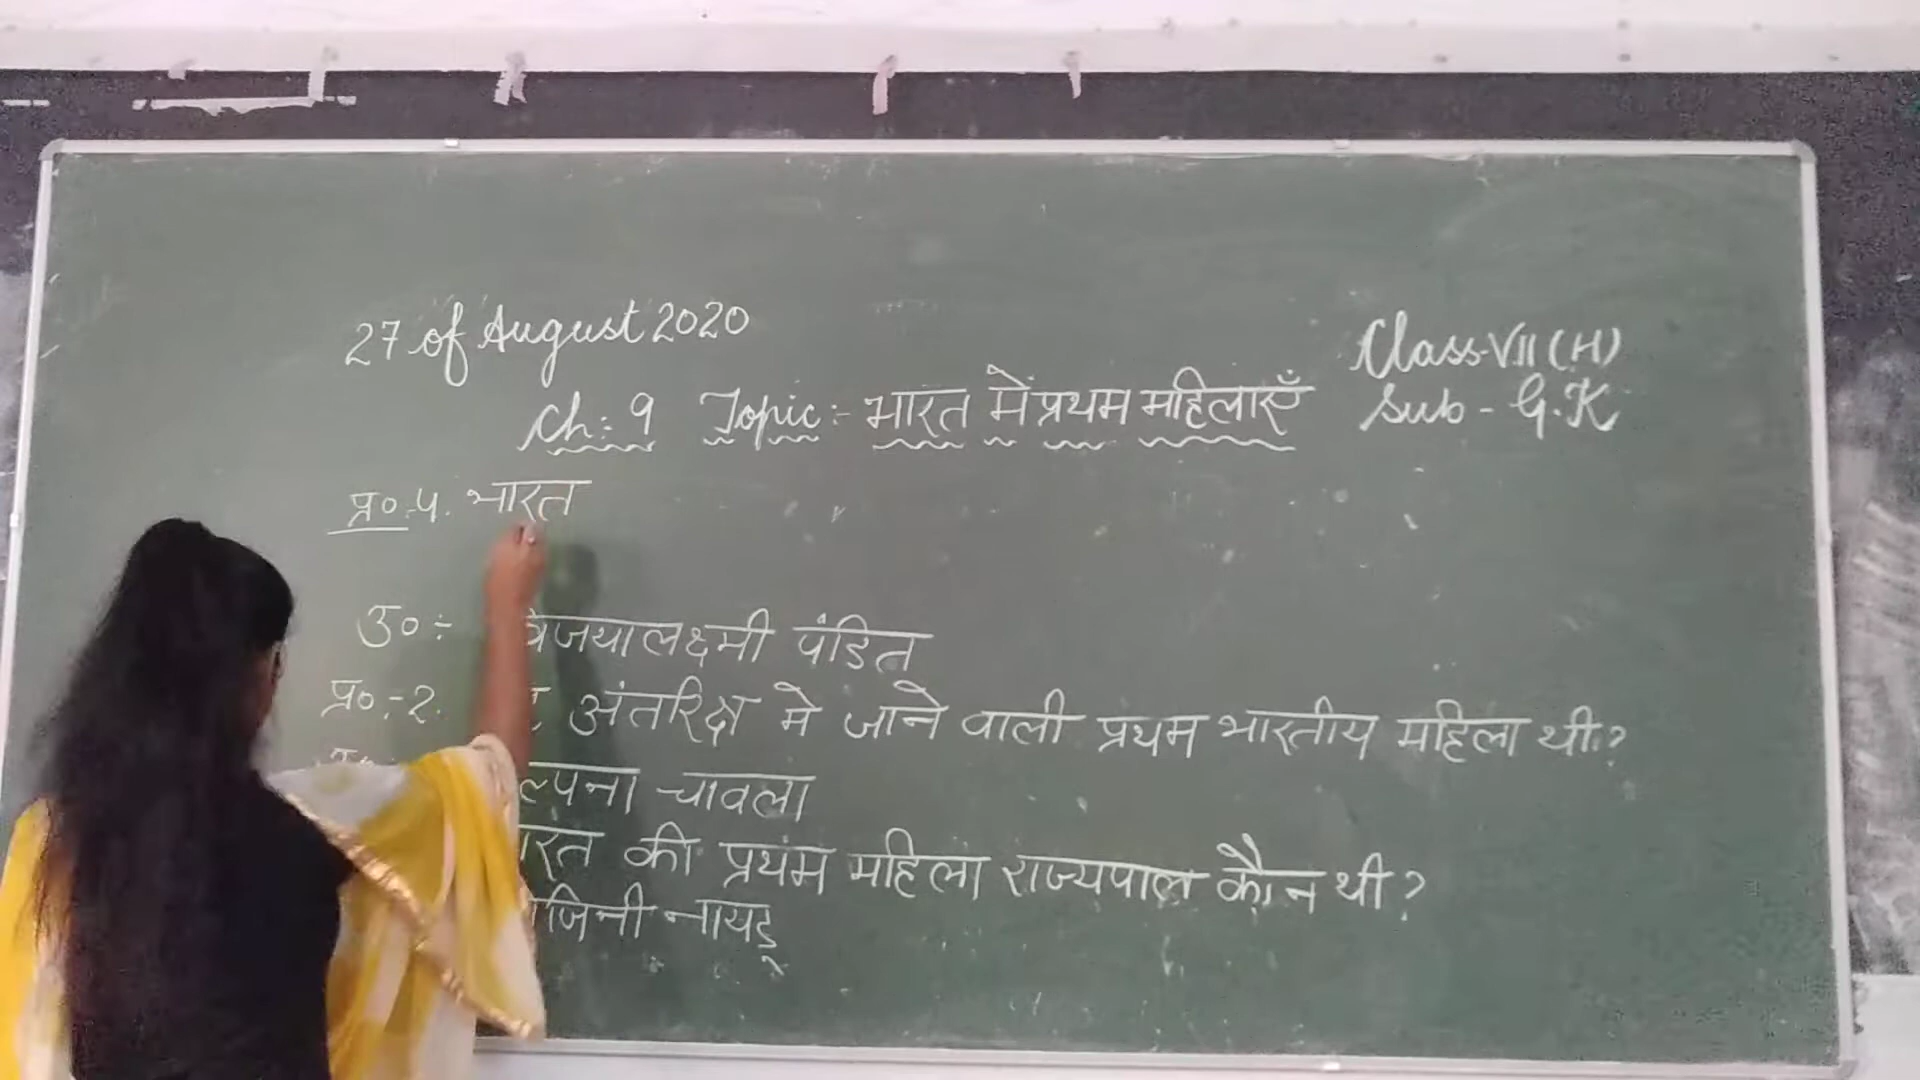 27 of August 2020
Class-VII (H)
Ch:- 9 Topic:- भारत में प्रथम महिलाएँ
Sub - G.K
प्र०:-4. भारत
उ०:- विजयालक्ष्मी पंडित
प्र०:-2. अंतरिक्ष मे जाने वाली प्रथम भारतीय महिला थी?
कल्पना चावला
भारत की प्रथम महिला राज्यपाल कौन थी?
नायडू